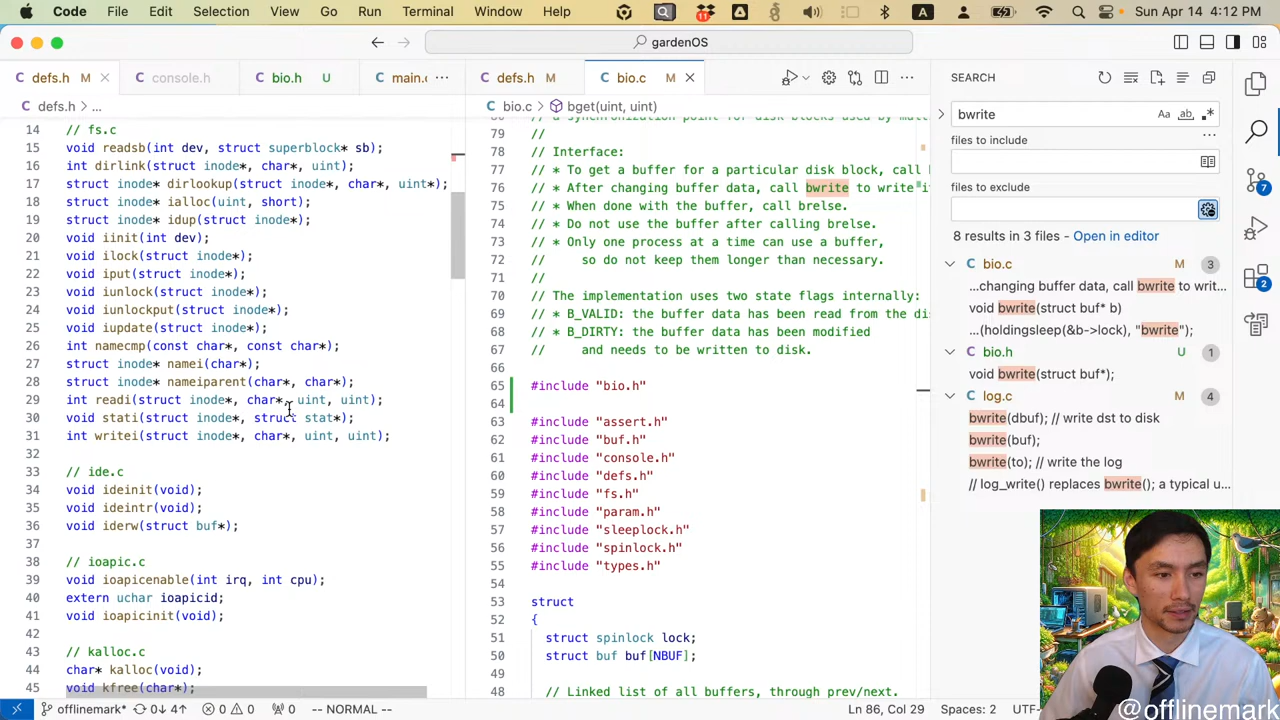 Code File Edit Selection View Go Run Terminal Window Help 11 A Sun Apr 14 4:12 PM
gardenOS
defs.h M console.h bio.h U main.c defs.h M bio.c M SEARCH
defs.h > ... bio.c > bget(uint, uint)
14 // fs.c
15 void readsb(int dev, struct superblock* sb);
16 int dirlink(struct inode*, char*, uint);
17 struct inode* dirlookup(struct inode*, char*, uint*);
18 struct inode* ialloc(uint, short);
19 struct inode* idup(struct inode*);
20 void iinit(int dev);
21 void ilock(struct inode*);
22 void iput(struct inode*);
23 void iunlock(struct inode*);
24 void iunlockput(struct inode*);
25 void iupdate(struct inode*);
26 int namecmp(const char*, const char*);
27 struct inode* namei(char*);
28 struct inode* nameiparent(char*, char*);
29 int readi(struct inode*, char*, uint, uint);
30 void stati(struct inode*, struct stat*);
31 int writei(struct inode*, char*, uint, uint);
32
33 // ide.c
34 void ideinit(void);
35 void ideintr(void);
36 void iderw(struct buf*);
37
38 // ioapic.c
39 void ioapicenable(int irq, int cpu);
40 extern uchar ioapicid;
41 void ioapicinit(void);
42
43 // kalloc.c
44 char* kalloc(void);
45 void kfree(char*);
80 // a synchronization point for disk blocks used by
79 //
78 // Interface:
77 // * To get a buffer for a particular disk block, call
76 // * After changing buffer data, call bwrite to write
75 // * When done with the buffer, call brelse.
74 // * Do not use the buffer after calling brelse.
73 // * Only one process at a time can use a buffer,
72 // so do not keep them longer than necessary.
71 //
70 // The implementation uses two state flags internally:
69 // * B_VALID: the buffer data has been read from the
68 // * B_DIRTY: the buffer data has been modified
67 // and needs to be written to disk.
66
65 #include "bio.h"
64
63 #include "assert.h"
62 #include "buf.h"
61 #include "console.h"
60 #include "defs.h"
59 #include "fs.h"
58 #include "param.h"
57 #include "sleeplock.h"
56 #include "spinlock.h"
55 #include "types.h"
54
53 struct
52 {
51 struct spinlock lock;
50 struct buf buf[NBUF];
49
48 // Linked list of all buffers, through prev/next.
bwrite Aa ab .*
files to include
files to exclude
8 results in 3 files - Open in editor
bio.c M 3
...changing buffer data, call bwrite to writ...
void bwrite(struct buf* b)
...(holdingsleep(&b->lock), "bwrite");
bio.h U 1
void bwrite(struct buf*);
log.c 4
bwrite(dbuf); // write dst to disk
bwrite(buf);
bwrite(to); // write the log
// log_write() replaces bwrite(); a typical u...
7
2
offlinemark* 0↓ 4↑ 0 0 0 -- NORMAL -- Ln 86, Col 29 Spaces: 2 UTF-
@offlinemark